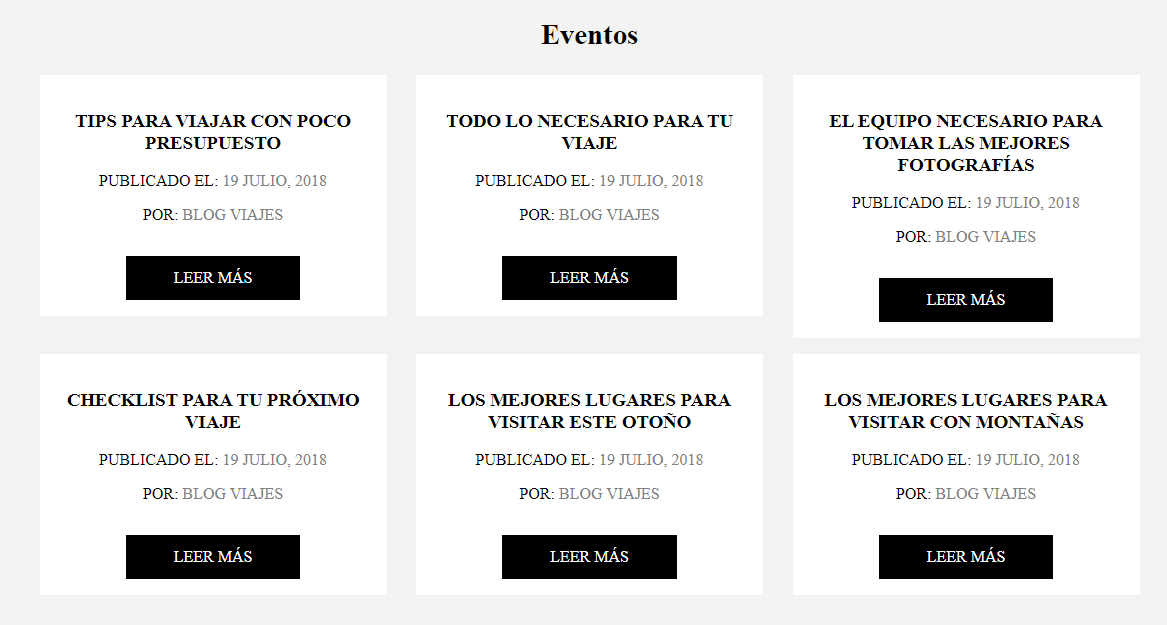 Eventos
TIPS PARA VIAJAR CON POCO
PRESUPUESTO
PUBLICADO EL: 19 JULIO, 2018
POR: BLOG VIAJES
LEER MÁS
TODO LO NECESARIO PARA TU
VIAJE
PUBLICADO EL: 19 JULIO, 2018
POR: BLOG VIAJES
LEER MÁS
EL EQUIPO NECESARIO PARA
TOMAR LAS MEJORES
FOTOGRAFÍAS
PUBLICADO EL: 19 JULIO, 2018
POR: BLOG VIAJES
LEER MÁS
CHECKLIST PARA TU PRÓXIMO
VIAJE
PUBLICADO EL: 19 JULIO, 2018
POR: BLOG VIAJES
LEER MÁS
LOS MEJORES LUGARES PARA
VISITAR ESTE OTOÑO
PUBLICADO EL: 19 JULIO, 2018
POR: BLOG VIAJES
LEER MÁS
LOS MEJORES LUGARES PARA
VISITAR CON MONTAÑAS
PUBLICADO EL: 19 JULIO, 2018
POR: BLOG VIAJES
LEER MÁS